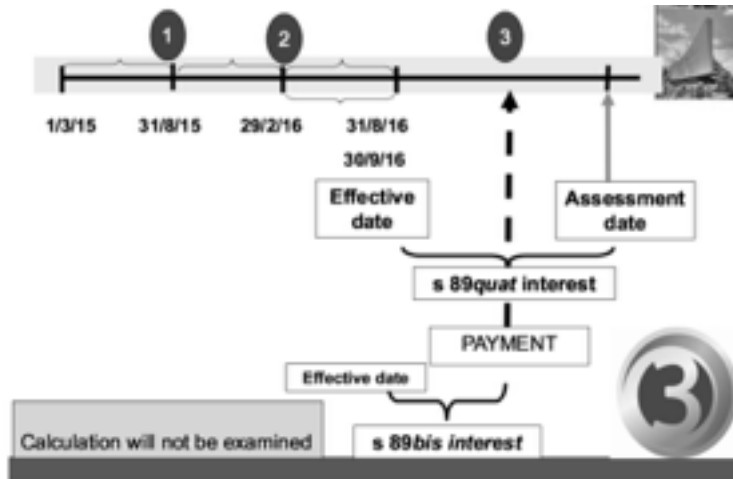 1
2
3
1/3/15
31/8/15
29/2/16
31/8/16
30/9/16
Effective
date
Assessment
date
s 89quat interest
PAYMENT
Effective date
3
Calculation will not be examined
s 89bis interest